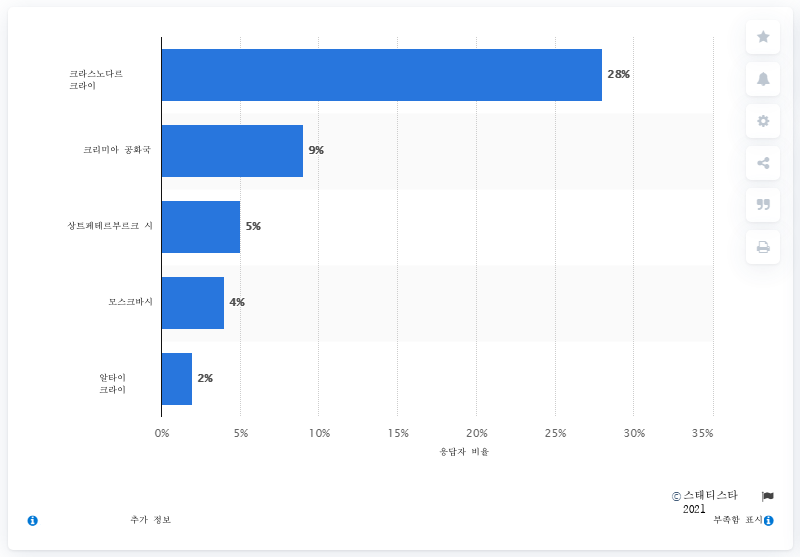 크라스노다르
크라이
28%
크리미아 공화국
9%
상트페테르부르크 시
5%
모스크바시
4%
알타이
크라이
2%
0% 5% 10% 15% 20% 25% 30% 35%
응답자 비율
© 스태티스타
2021
추가 정보
부족함 표시